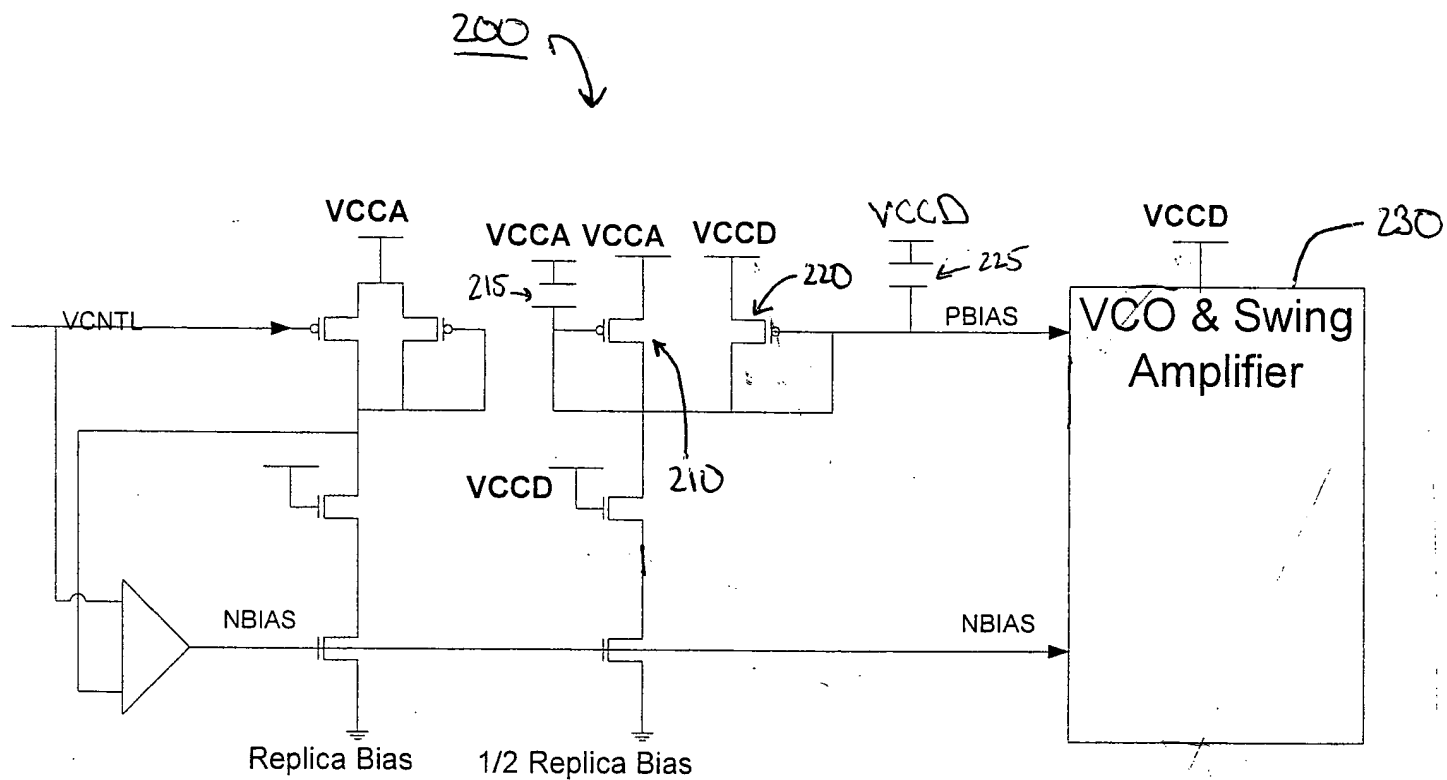 200
VCCA
VCCA VCCA VCCD
VCCD
VCCD
230
215
220
225
VCNTL
PBIAS
VCO & Swing
Amplifier
VCCD
210
NBIAS
NBIAS
Replica Bias
1/2 Replica Bias